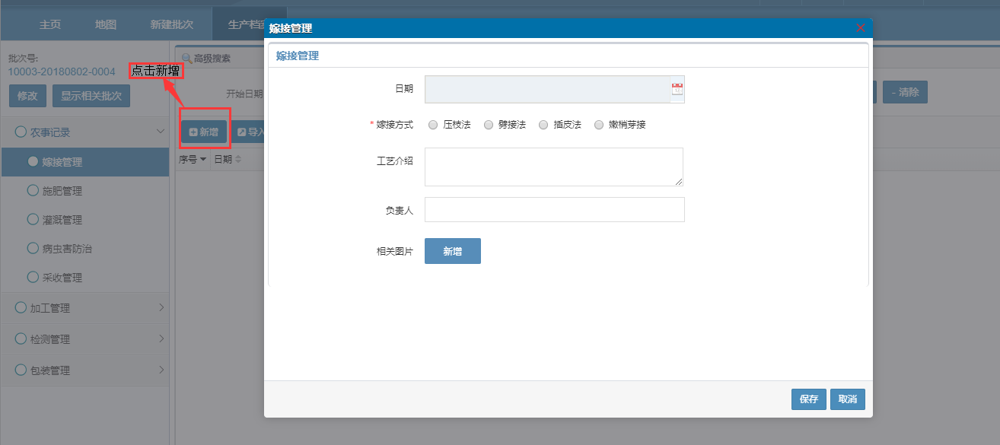 主页 地图 新建批次 生产档案
批次号:
10003-20180802-0004
修改 显示相关批次
农事记录
嫁接管理
施肥管理
灌溉管理
病虫害防治
采收管理
加工管理
检测管理
包装管理
点击新增
高级搜索
开始日期
- 清除
新增 导入
序号 日期
嫁接管理
嫁接管理
日期
* 嫁接方式 压枝法 劈接法 插皮法 嫩梢芽接
工艺介绍
负责人
相关图片 新增
保存 取消